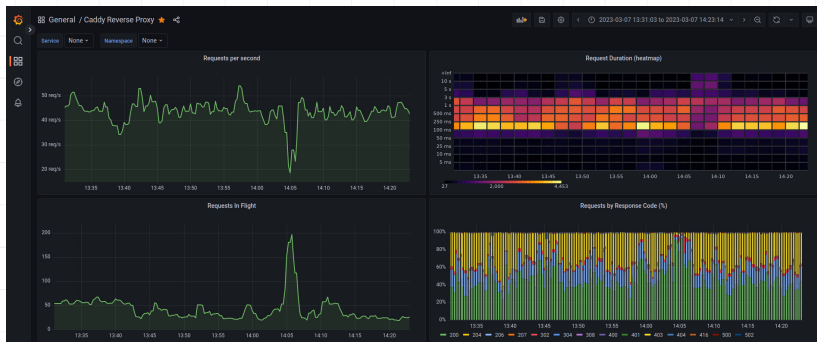 General / Caddy Reverse Proxy
2023-03-07 13:31:03 to 2023-03-07 14:23:14
Service None Namespace None
Requests per second
50 req/s
40 req/s
30 req/s
20 req/s
13:35 13:40 13:45 13:50 13:55 14:00 14:05 14:10 14:15 14:20
Request Duration (heatmap)
+Inf
10 s
5 s
3 s
1 s
500 ms
250 ms
100 ms
50 ms
25 ms
10 ms
5 ms
13:35 13:40 13:45 13:50 13:55 14:00 14:05 14:10 14:15 14:20
27 2,000 4,453
Requests In Flight
200
150
100
50
0
13:35 13:40 13:45 13:50 13:55 14:00 14:05 14:10 14:15 14:20
Requests by Response Code (%)
100%
80%
60%
40%
20%
0%
13:35 13:40 13:45 13:50 13:55 14:00 14:05 14:10 14:15 14:20
200 204 206 207 302 304 308 400 401 403 404 416 500 502